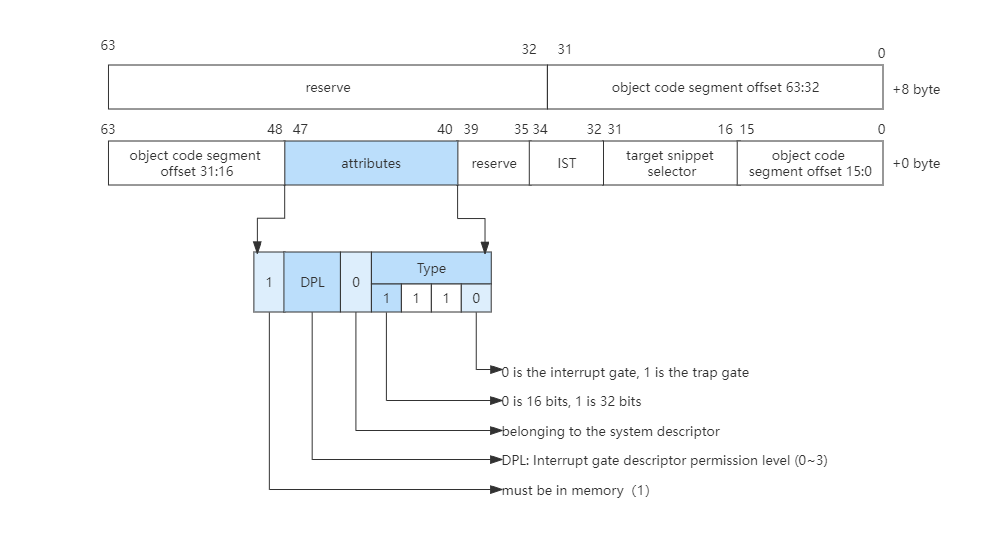 63 32 31 0
reserve object code segment offset 63:32 +8 byte
63 48 47 40 39 35 34 32 31 16 15 0
object code segment
offset 31:16
attributes
reserve
IST
target snippet
selector
object code
segment offset 15:0
+0 byte
1 DPL 0 Type
1 1 1 0
0 is the interrupt gate, 1 is the trap gate
0 is 16 bits, 1 is 32 bits
belonging to the system descriptor
DPL: Interrupt gate descriptor permission level (0~3)
must be in memory（1）